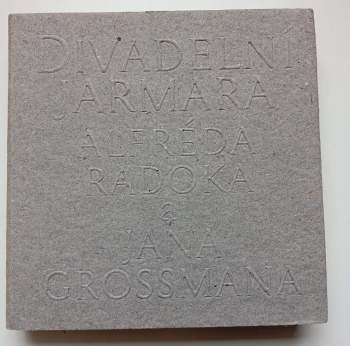 DIVADELNÍ
JARMARA
ALFRÉDA
RADOKA
&
JANA
GROSSMANA